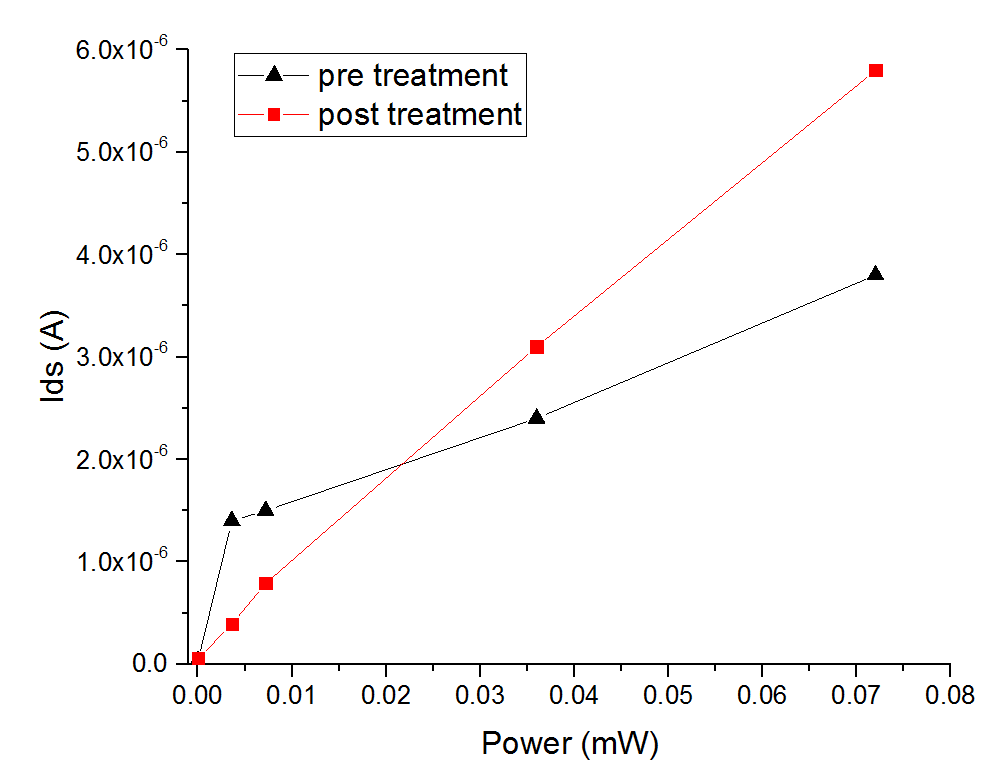 6.0x10⁻⁶
pre treatment
post treatment
5.0x10⁻⁶
4.0x10⁻⁶
Ids (A)
3.0x10⁻⁶
2.0x10⁻⁶
1.0x10⁻⁶
0.0
0.00 0.01 0.02 0.03 0.04 0.05 0.06 0.07 0.08
Power (mW)